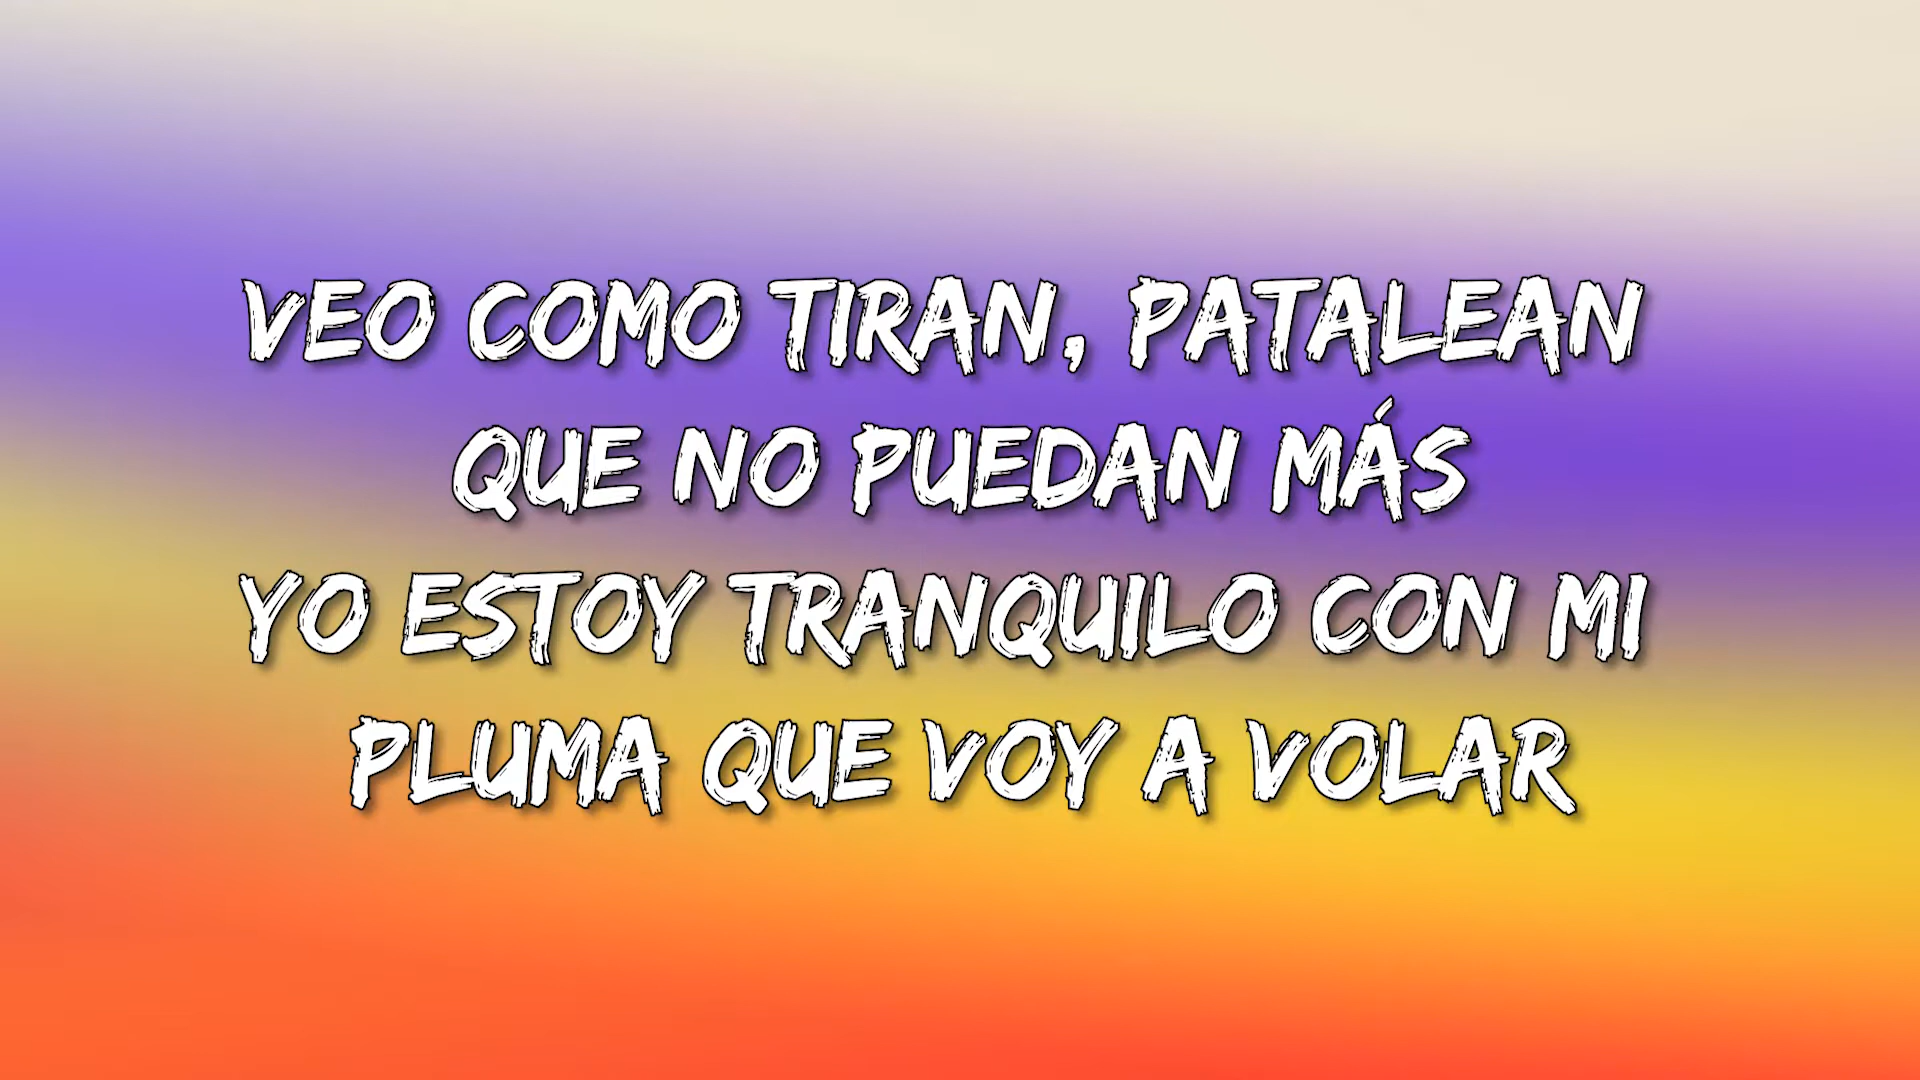 VEO COMO TIRAN, PATALEAN
QUE NO PUEDAN MÁS
YO ESTOY TRANQUILO CON MI
PLUMA QUE VOY A VOLAR